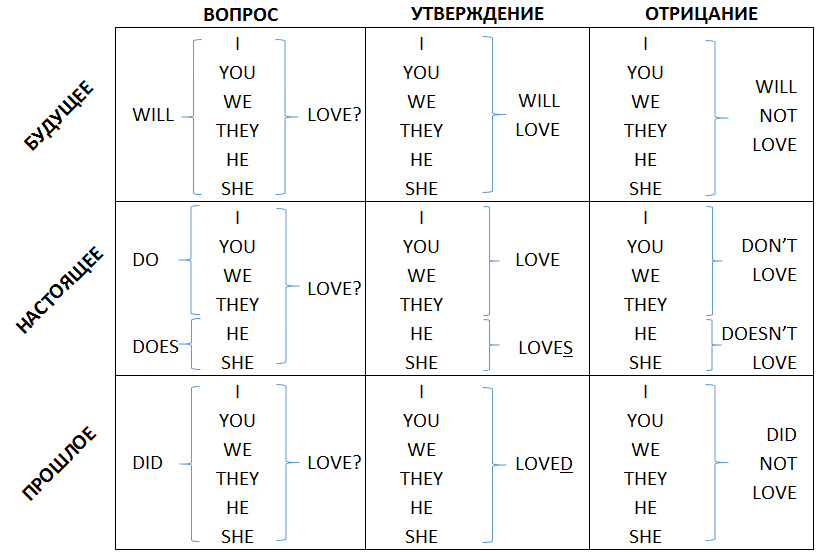 ВОПРОС УТВЕРЖДЕНИЕ ОТРИЦАНИЕ
БУДУЩЕЕ
WILL
I
YOU
WE
THEY
HE
SHE
LOVE?
I
YOU
WE
THEY
HE
SHE
WILL
LOVE
I
YOU
WE
THEY
HE
SHE
WILL
NOT
LOVE
НАСТОЯЩЕЕ
DO
DOES
I
YOU
WE
THEY
HE
SHE
LOVE?
I
YOU
WE
THEY
HE
SHE
LOVE
LOVES
I
YOU
WE
THEY
HE
SHE
DON’T
LOVE
DOESN’T
LOVE
ПРОШЛОЕ
DID
I
YOU
WE
THEY
HE
SHE
LOVE?
I
YOU
WE
THEY
HE
SHE
LOVED
I
YOU
WE
THEY
HE
SHE
DID
NOT
LOVE